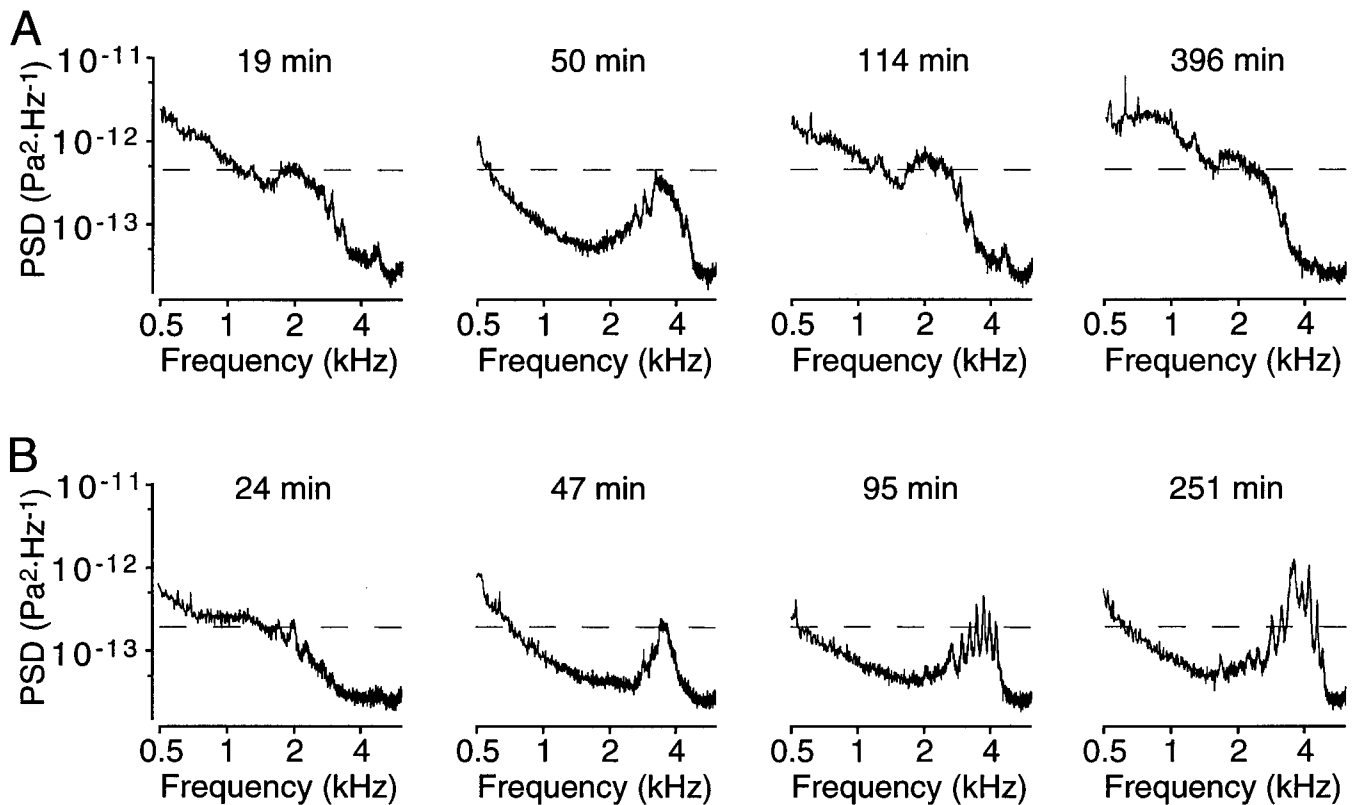 A
19 min
50 min
114 min
396 min
PSD (Pa²·Hz⁻¹)
10⁻¹¹
10⁻¹²
10⁻¹³
0.5 1 2 4
0.5 1 2 4
0.5 1 2 4
0.5 1 2 4
Frequency (kHz)
Frequency (kHz)
Frequency (kHz)
Frequency (kHz)
B
24 min
47 min
95 min
251 min
PSD (Pa²·Hz⁻¹)
10⁻¹¹
10⁻¹²
10⁻¹³
0.5 1 2 4
0.5 1 2 4
0.5 1 2 4
0.5 1 2 4
Frequency (kHz)
Frequency (kHz)
Frequency (kHz)
Frequency (kHz)